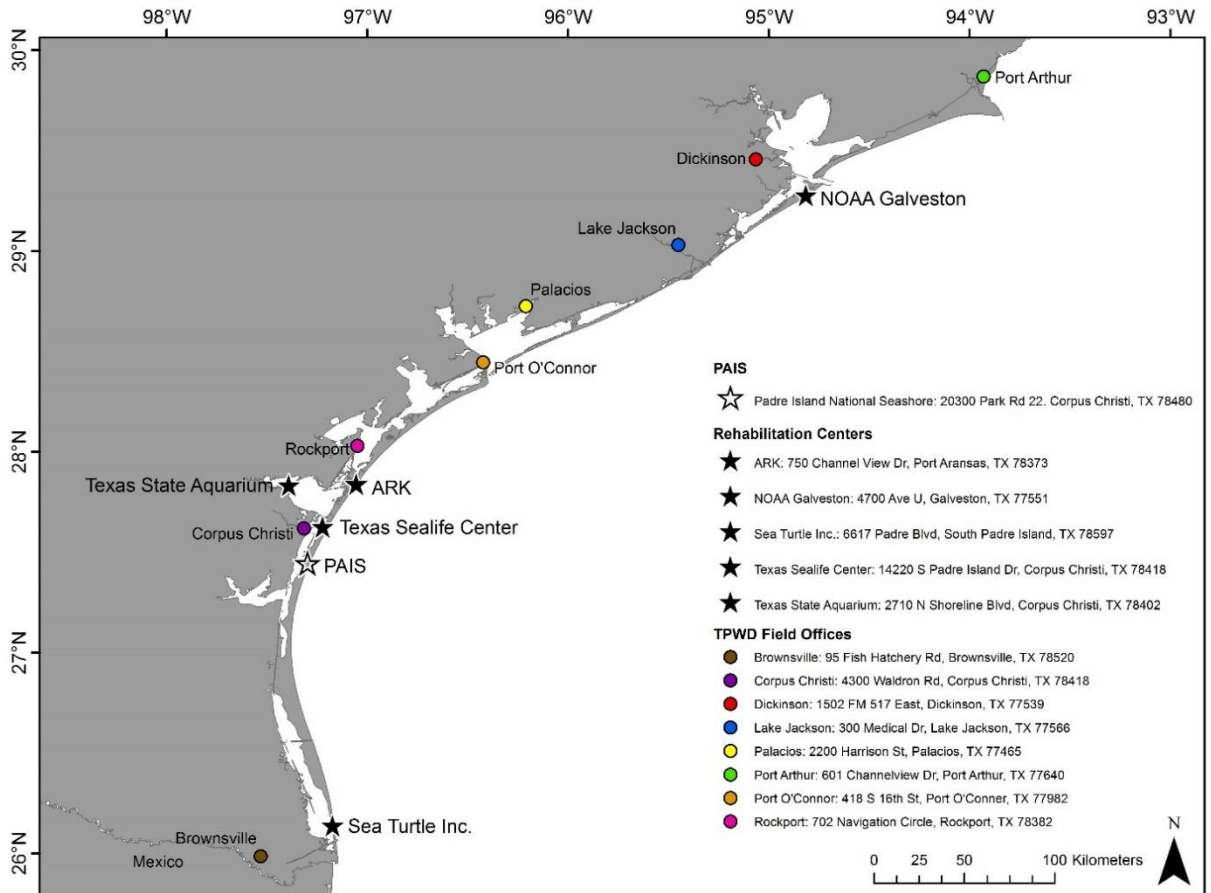 98°W 97°W 96°W 95°W 94°W 93°W
30°N
Port Arthur
Dickinson
NOAA Galveston
Lake Jackson
29°N
Palacios
Port O'Connor
PAIS
Padre Island National Seashore: 20300 Park Rd 22. Corpus Christi, TX 78480
Rockport
28°N
Rehabilitation Centers
ARK: 750 Channel View Dr, Port Aransas, TX 78373
Texas State Aquarium
ARK
NOAA Galveston: 4700 Ave U, Galveston, TX 77551
Corpus Christi
Texas Sealife Center
Sea Turtle Inc.: 6617 Padre Blvd, South Padre Island, TX 78597
PAIS
Texas Sealife Center: 14220 S Padre Island Dr, Corpus Christi, TX 78418
Texas State Aquarium: 2710 N Shoreline Blvd, Corpus Christi, TX 78402
27°N
TPWD Field Offices
Brownsville: 95 Fish Hatchery Rd, Brownsville, TX 78520
Corpus Christi: 4300 Waldron Rd, Corpus Christi, TX 78418
Dickinson: 1502 FM 517 East, Dickinson, TX 77539
Lake Jackson: 300 Medical Dr, Lake Jackson, TX 77566
Palacios: 2200 Harrison St, Palacios, TX 77465
Port Arthur: 601 Channelview Dr, Port Arthur, TX 77640
Port O'Connor: 418 S 16th St, Port O'Conner, TX 77982
Rockport: 702 Navigation Circle, Rockport, TX 78382
Sea Turtle Inc.
Brownsville
Mexico
26°N
N
0 25 50 100 Kilometers